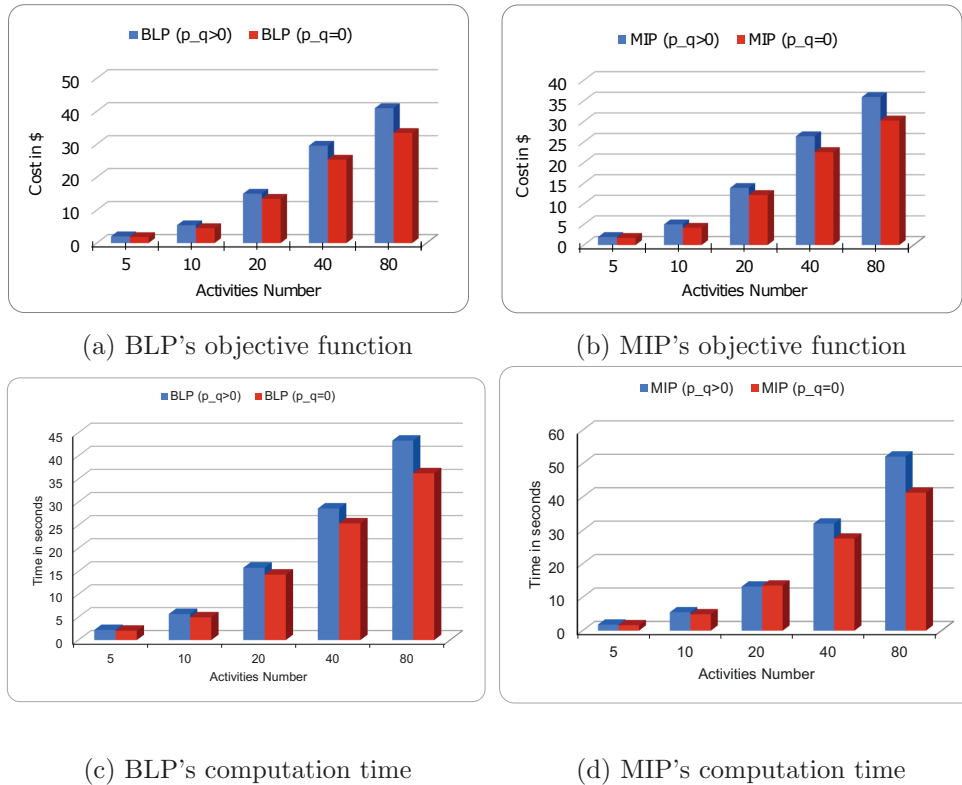 BLP (p_q>0) BLP (p_q=0)
Cost in $
50
40
30
20
10
0
5 10 20 40 80
Activities Number
(a) BLP's objective function
MIP (p_q>0) MIP (p_q=0)
Cost in $
40
35
30
25
20
15
10
5
0
5 10 20 40 80
Activities Number
(b) MIP's objective function
BLP (p_q>0) BLP (p_q=0)
Time in seconds
45
40
35
30
25
20
15
10
5
0
5 10 20 40 80
Activities Number
(c) BLP's computation time
MIP (p_q>0) MIP (p_q=0)
Time in seconds
60
50
40
30
20
10
0
5 10 20 40 80
Activities Number
(d) MIP's computation time